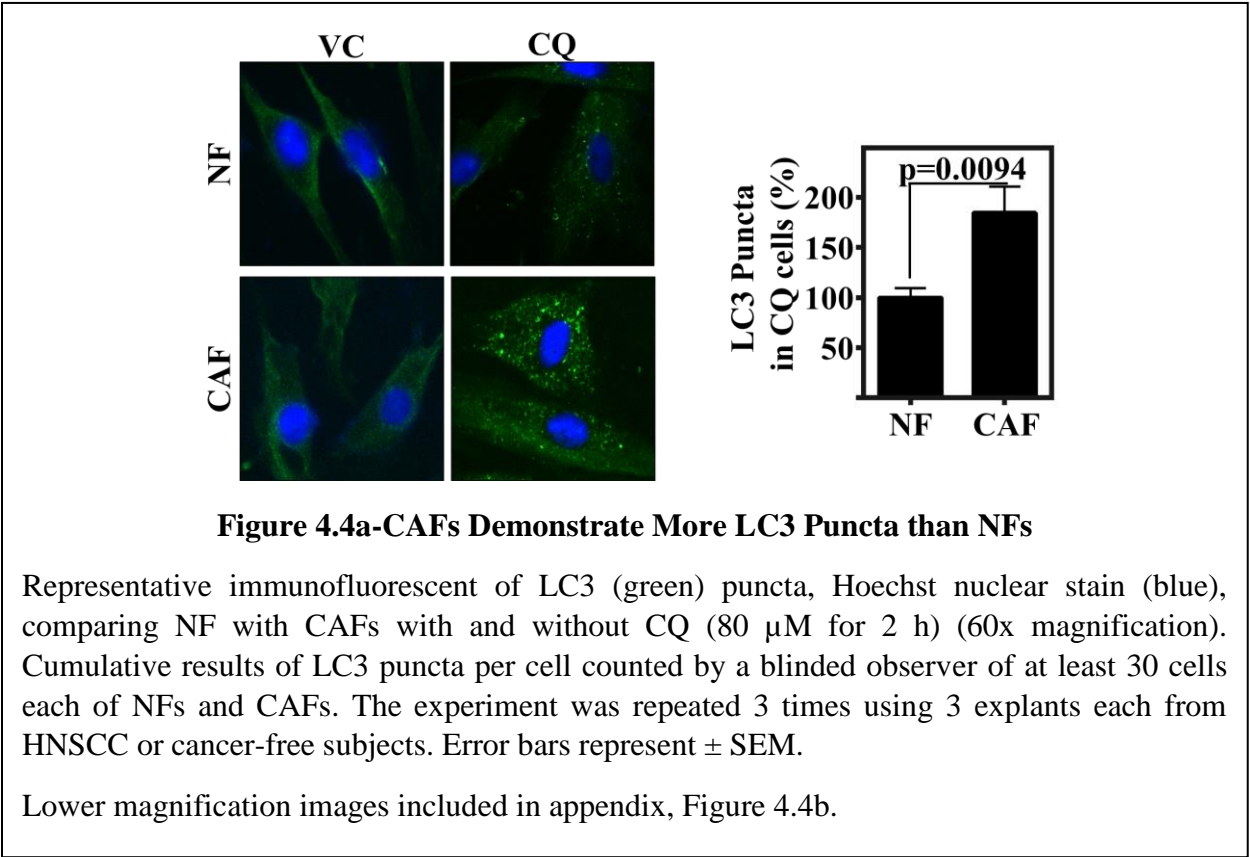 VC CQ
NF
CAF
LC3 Puncta
in CQ cells (%)
p=0.0094
200
150
100
50
NF CAF
Figure 4.4a-CAFs Demonstrate More LC3 Puncta than NFs
Representative immunofluorescent of LC3 (green) puncta, Hoechst nuclear stain (blue),
comparing NF with CAFs with and without CQ (80 µM for 2 h) (60x magnification).
Cumulative results of LC3 puncta per cell counted by a blinded observer of at least 30 cells
each of NFs and CAFs. The experiment was repeated 3 times using 3 explants each from
HNSCC or cancer-free subjects. Error bars represent ± SEM.
Lower magnification images included in appendix, Figure 4.4b.